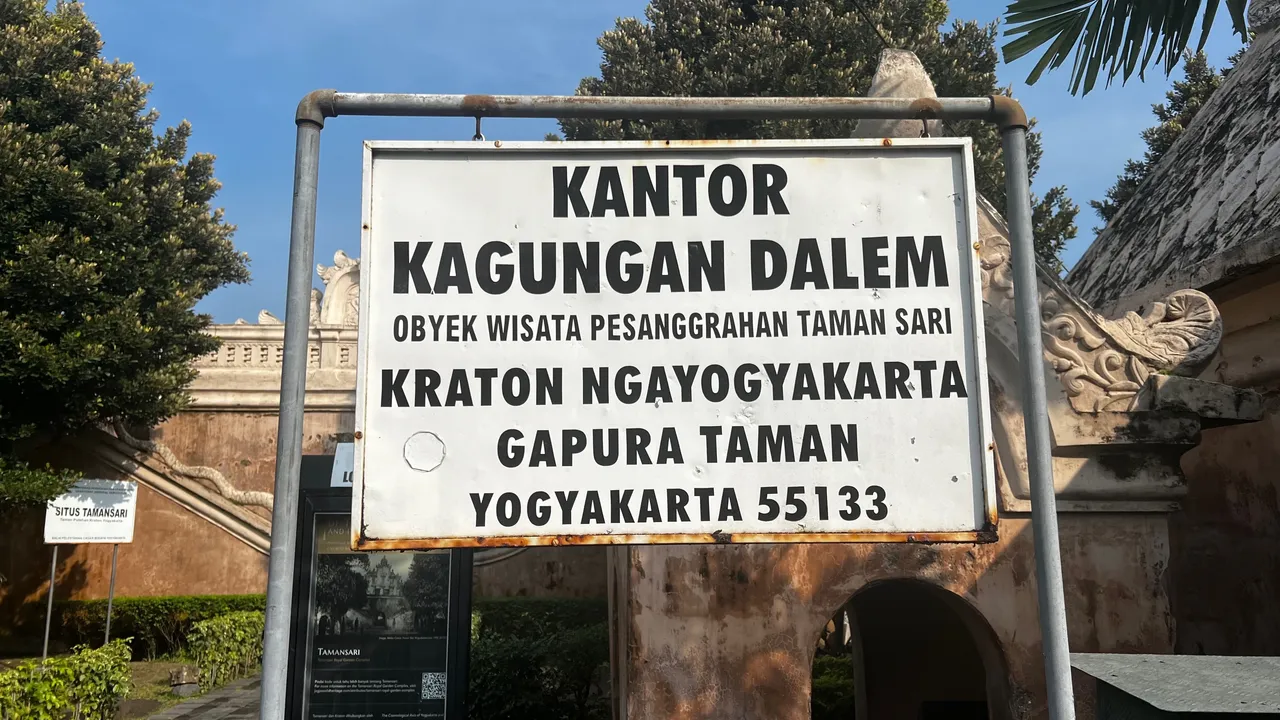 KANTOR
KAGUNGAN DALEM
OBYEK WISATA PESANGGRAHAN TAMAN SARI
KRATON NGAYOGYAKARTA
GAPURA TAMAN
YOGYAKARTA 55133
SITUS TAMANSARI
TAMANSARI